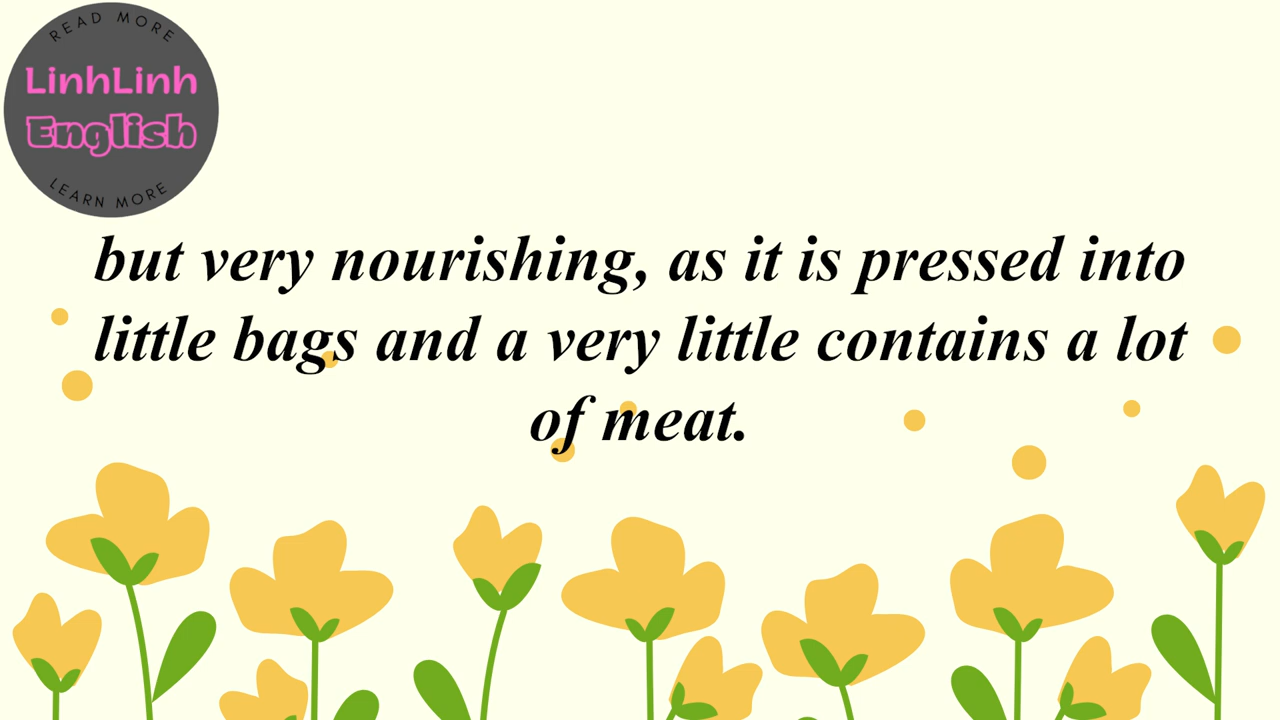 READ MORE
LinhLinh
English
LEARN MORE
but very nourishing, as it is pressed into
little bags and a very little contains a lot
of meat.